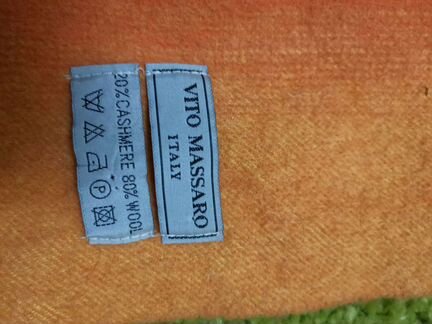 VITO MASSARO
ITALY
20% CASHMERE 80% WOOL
P